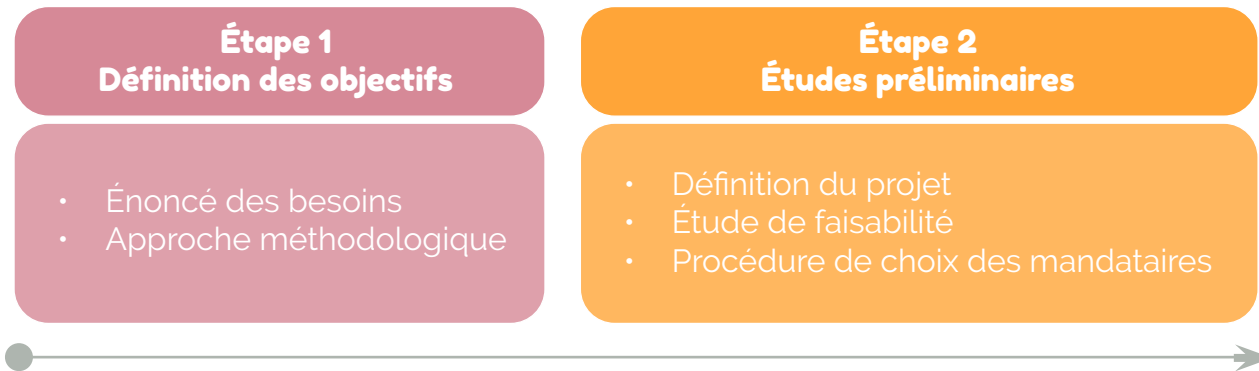 Étape 1
Définition des objectifs
• Énoncé des besoins
• Approche méthodologique
Étape 2
Études préliminaires
• Définition du projet
• Étude de faisabilité
• Procédure de choix des mandataires